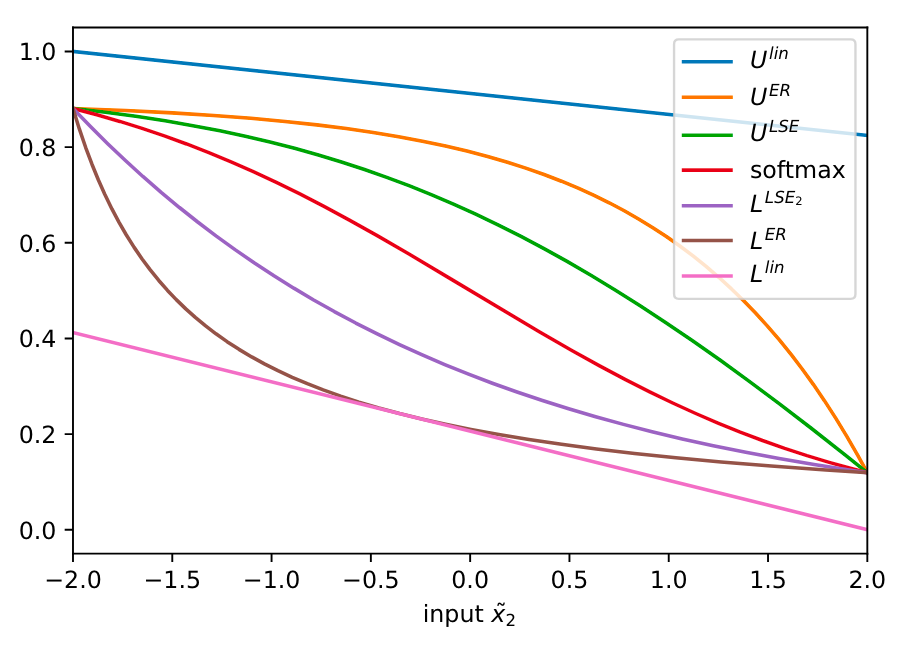 1.0
0.8
0.6
0.4
0.2
0.0
U^{lin}
U^{ER}
U^{LSE}
softmax
L^{LSE_2}
L^{ER}
L^{lin}
−2.0 −1.5 −1.0 −0.5 0.0 0.5 1.0 1.5 2.0
input x̃₂